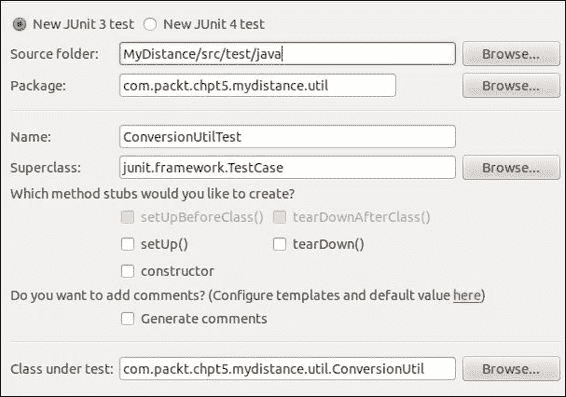 New JUnit 3 test New JUnit 4 test
Source folder: MyDistance/src/test/java Browse...
Package: com.packt.chpt5.mydistance.util Browse...
Name: ConversionUtilTest
Superclass: junit.framework.TestCase Browse...
Which method stubs would you like to create?
setUpBeforeClass() tearDownAfterClass()
setUp() tearDown()
constructor
Do you want to add comments? (Configure templates and default value here)
Generate comments
Class under test: com.packt.chpt5.mydistance.util.ConversionUtil Browse...